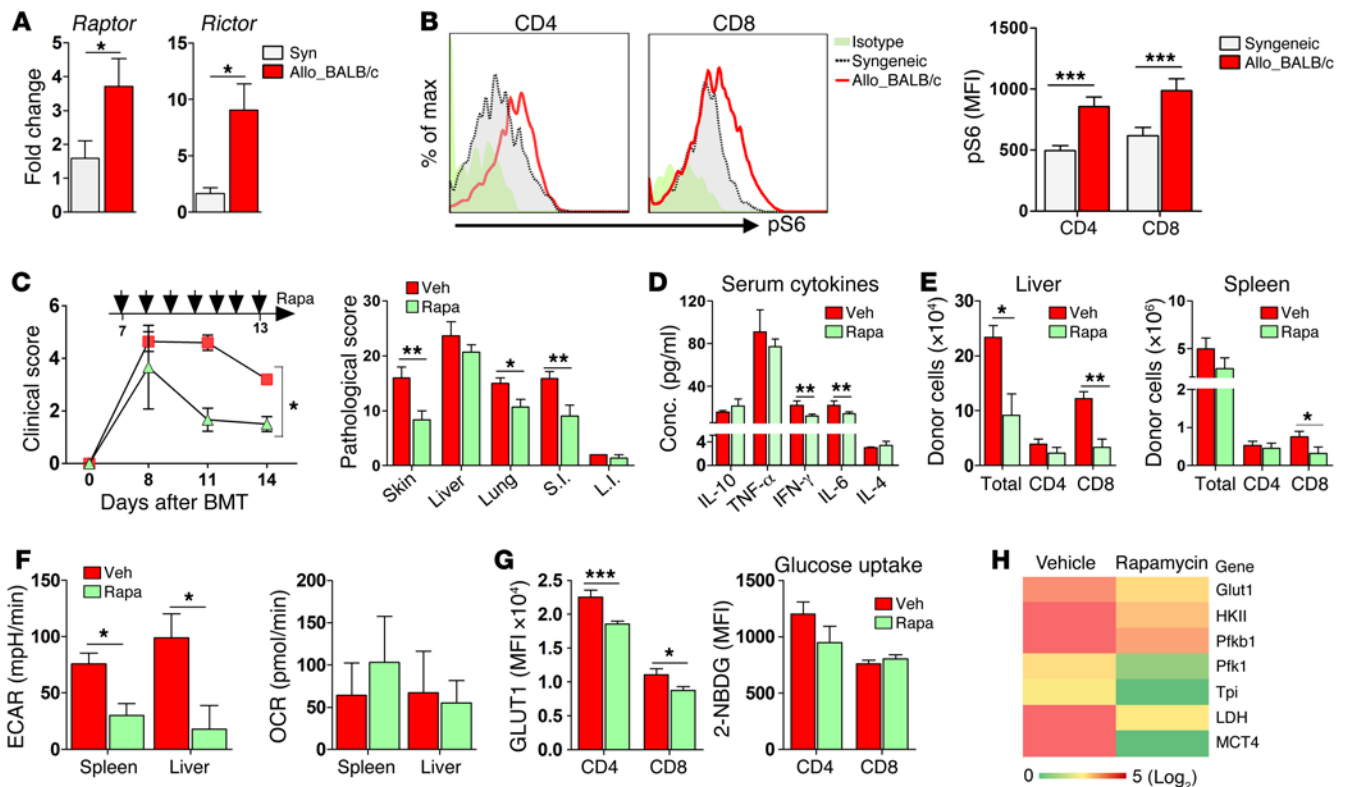 A
Raptor
Rictor
Fold change
5
4
3
2
1
0
*
15
10
5
0
*
Syn
Allo_BALB/c
B
CD4
CD8
% of max
pS6
Isotype
Syngeneic
Allo_BALB/c
pS6 (MFI)
1500
1000
500
0
***
***
CD4
CD8
Syngeneic
Allo_BALB/c
C
Clinical score
6
4
2
0
7
13
Rapa
*
0
8
11
14
Days after BMT
Pathological score
30
20
10
0
Veh
Rapa
**
*
**
Skin
Liver
Lung
S.I.
L.I.
D
Serum cytokines
Conc. (pg/ml)
120
80
40
4
0
Veh
Rapa
**
**
IL-10
TNF-α
IFN-γ
IL-6
IL-4
E
Liver
Donor cells (×10⁴)
30
20
10
0
*
**
Veh
Rapa
Total
CD4
CD8
Spleen
Donor cells (×10⁶)
5
2
2
1
0
*
Total
CD4
CD8
F
ECAR (mpH/min)
150
100
50
0
Veh
Rapa
*
*
Spleen
Liver
OCR (pmol/min)
200
150
100
50
0
Spleen
Liver
G
GLUT1 (MFI ×10⁴)
2.5
2.0
1.5
1.0
0.5
0
***
*
CD4
CD8
Glucose uptake
2-NBDG (MFI)
1500
1000
500
0
Veh
Rapa
CD4
CD8
H
Vehicle
Rapamycin
Gene
Glut1
HKII
Pfkb1
Pfk1
Tpi
LDH
MCT4
0
5 (Log₂)